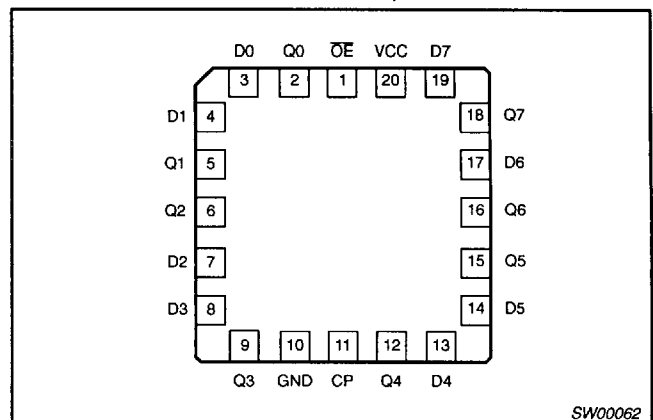 D0 Q0 O̅E̅ VCC D7
3 2 1 20 19
D1 4 18 Q7
Q1 5 17 D6
Q2 6 16 Q6
D2 7 15 Q5
D3 8 14 D5
9 10 11 12 13
Q3 GND CP Q4 D4
SW00062